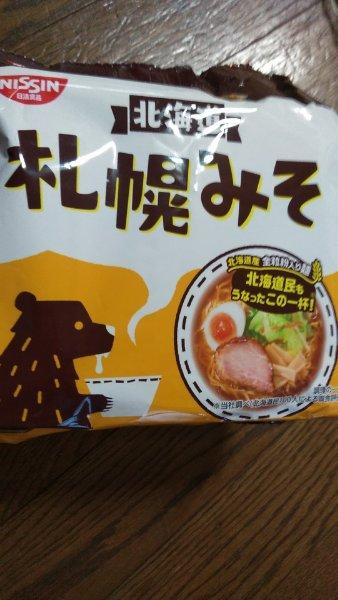 NISSIN
日清食品
北海道
札幌みそ
北海道産 全粒粉入り麺
北海道民も
うなったこの一杯!